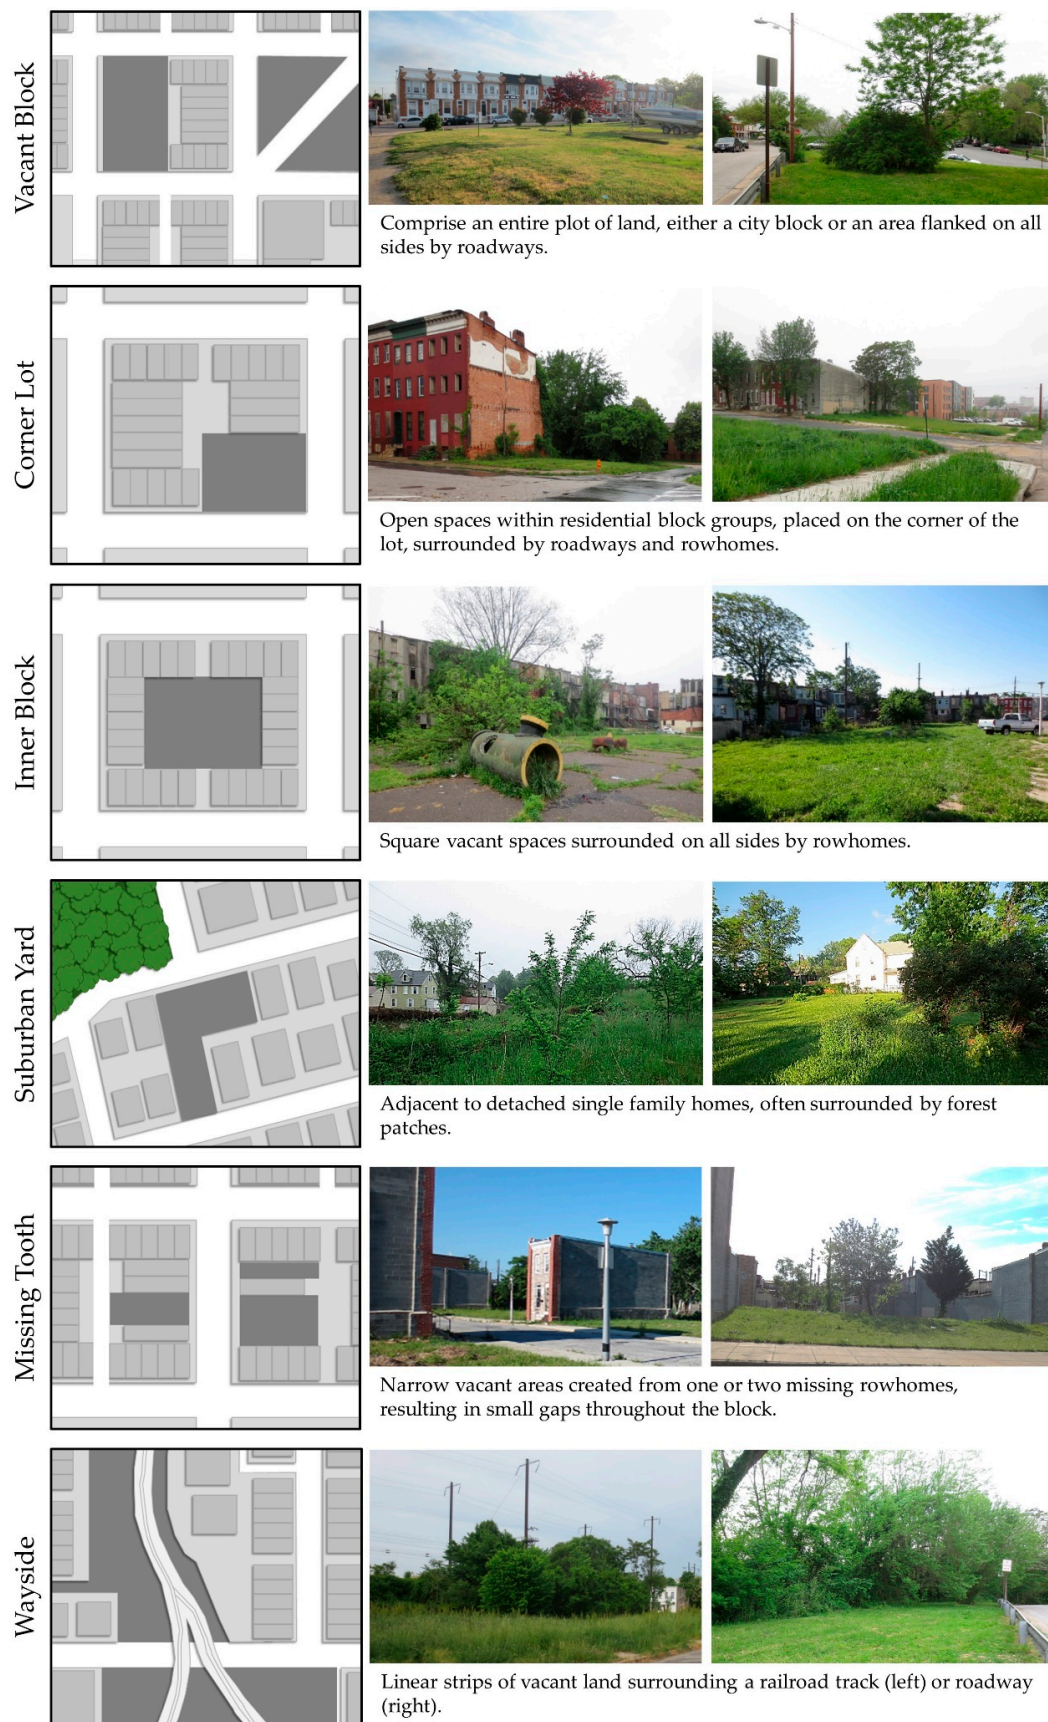 Vacant Block
Comprise an entire plot of land, either a city block or an area flanked on all
sides by roadways.
Corner Lot
Open spaces within residential block groups, placed on the corner of the
lot, surrounded by roadways and rowhomes.
Inner Block
Square vacant spaces surrounded on all sides by rowhomes.
Suburban Yard
Adjacent to detached single family homes, often surrounded by forest
patches.
Missing Tooth
Narrow vacant areas created from one or two missing rowhomes,
resulting in small gaps throughout the block.
Wayside
Linear strips of vacant land surrounding a railroad track (left) or roadway
(right).